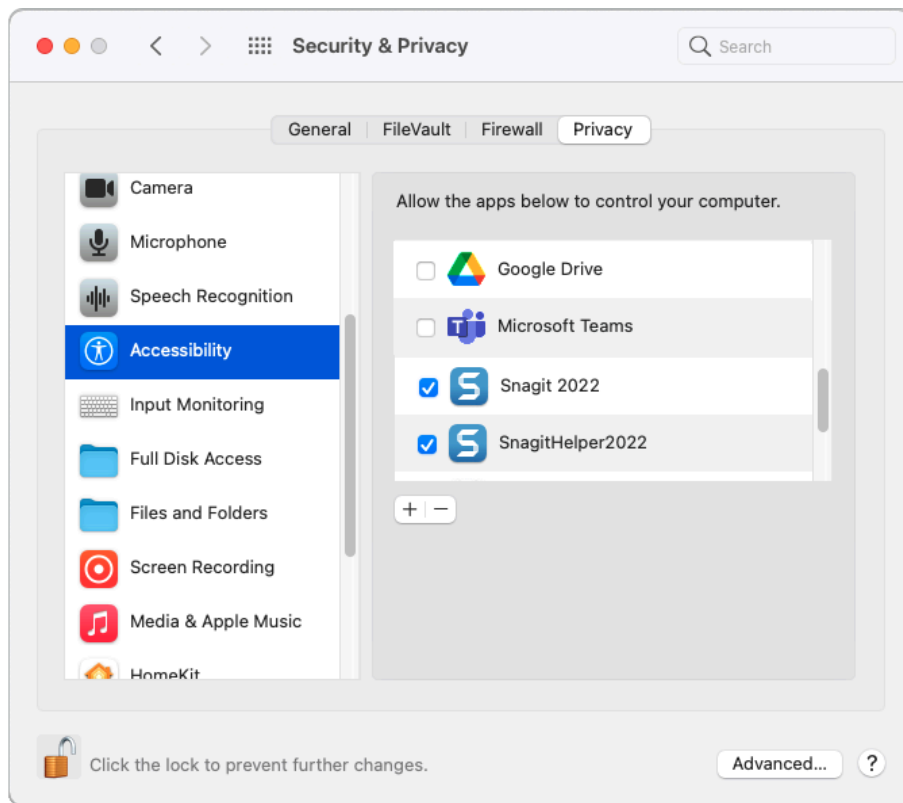 Security & Privacy
Search
General
FileVault
Firewall
Privacy
Camera
Microphone
Speech Recognition
Accessibility
Input Monitoring
Full Disk Access
Files and Folders
Screen Recording
Media & Apple Music
HomeKit
Allow the apps below to control your computer.
Google Drive
Microsoft Teams
Snagit 2022
SnagitHelper2022
+ −
Click the lock to prevent further changes.
Advanced...
?